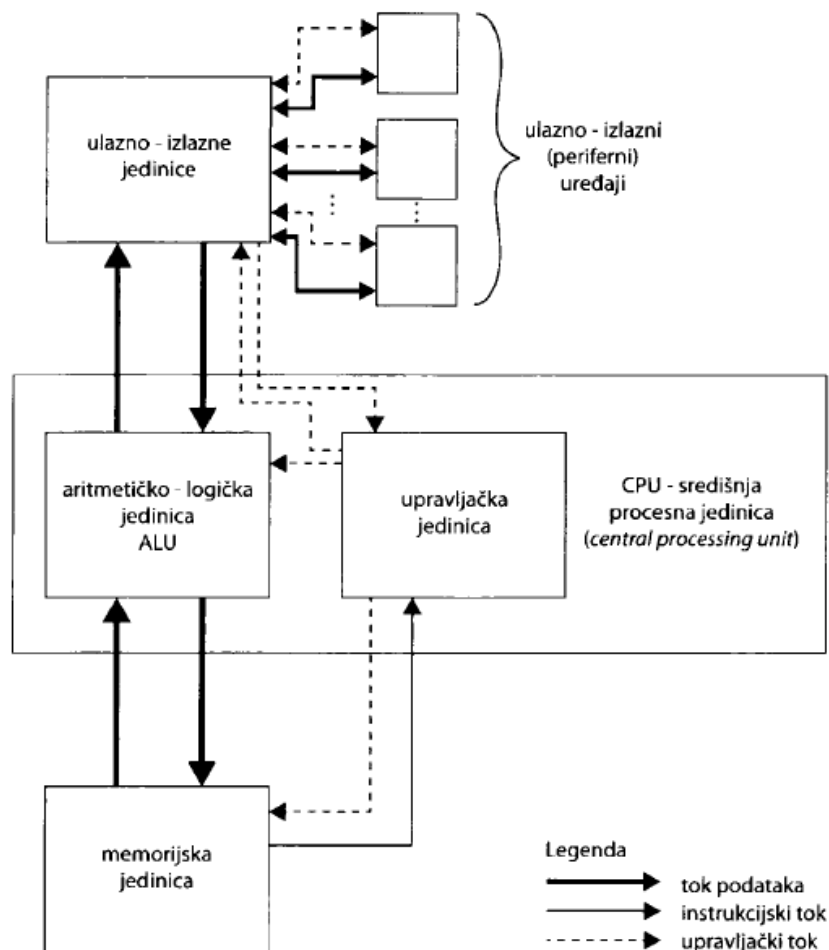 ulazno - izlazne
jedinice
ulazno - izlazni
(periferni)
uređaji
aritmetičko - logička
jedinica
ALU
upravljačka
jedinica
CPU - središnja
procesna jedinica
(central processing unit)
memorijska
jedinica
Legenda
tok podataka
instrukcijski tok
upravljački tok